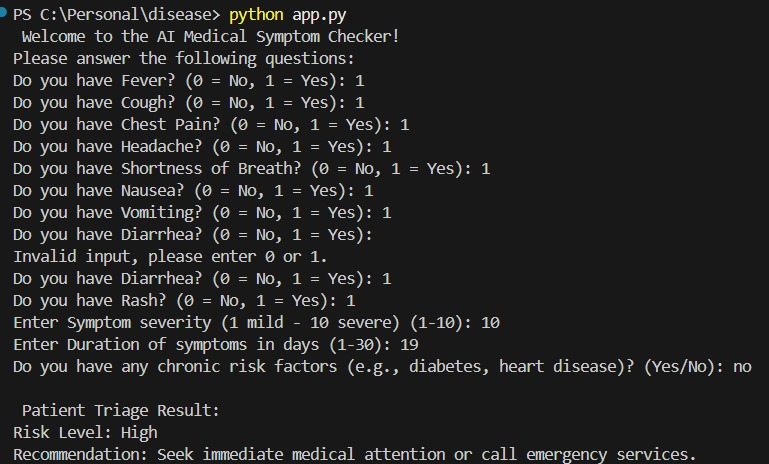 PS C:\Personal\disease> python app.py
Welcome to the AI Medical Symptom Checker!
Please answer the following questions:
Do you have Fever? (0 = No, 1 = Yes): 1
Do you have Cough? (0 = No, 1 = Yes): 1
Do you have Chest Pain? (0 = No, 1 = Yes): 1
Do you have Headache? (0 = No, 1 = Yes): 1
Do you have Shortness of Breath? (0 = No, 1 = Yes): 1
Do you have Nausea? (0 = No, 1 = Yes): 1
Do you have Vomiting? (0 = No, 1 = Yes): 1
Do you have Diarrhea? (0 = No, 1 = Yes):
Invalid input, please enter 0 or 1.
Do you have Diarrhea? (0 = No, 1 = Yes): 1
Do you have Rash? (0 = No, 1 = Yes): 1
Enter Symptom severity (1 mild - 10 severe) (1-10): 10
Enter Duration of symptoms in days (1-30): 19
Do you have any chronic risk factors (e.g., diabetes, heart disease)? (Yes/No): no
Patient Triage Result:
Risk Level: High
Recommendation: Seek immediate medical attention or call emergency services.